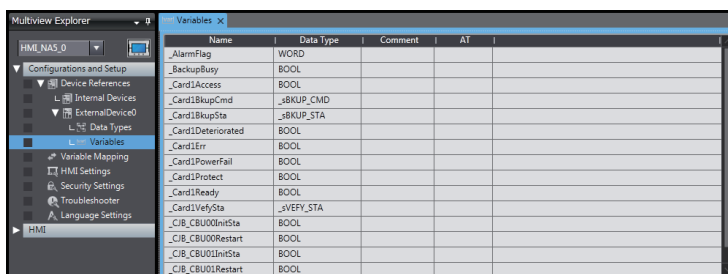 Multiview Explorer
Variables
HMI_NA5_0
Configurations and Setup
Device References
Internal Devices
ExternalDevice0
Data Types
Variables
Variable Mapping
HMI Settings
Security Settings
Troubleshooter
Language Settings
HMI
Name Data Type Comment AT
_AlarmFlag WORD
_BackupBusy BOOL
_Card1Access BOOL
_Card1BkupCmd _sBKUP_CMD
_Card1BkupSta _sBKUP_STA
_Card1Deteriorated BOOL
_Card1Err BOOL
_Card1PowerFail BOOL
_Card1Protect BOOL
_Card1Ready BOOL
_Card1VefySta _sVEFY_STA
_CJB_CBU00InitSta BOOL
_CJB_CBU00Restart BOOL
_CJB_CBU01InitSta BOOL
_CJB_CBU01Restart BOOL